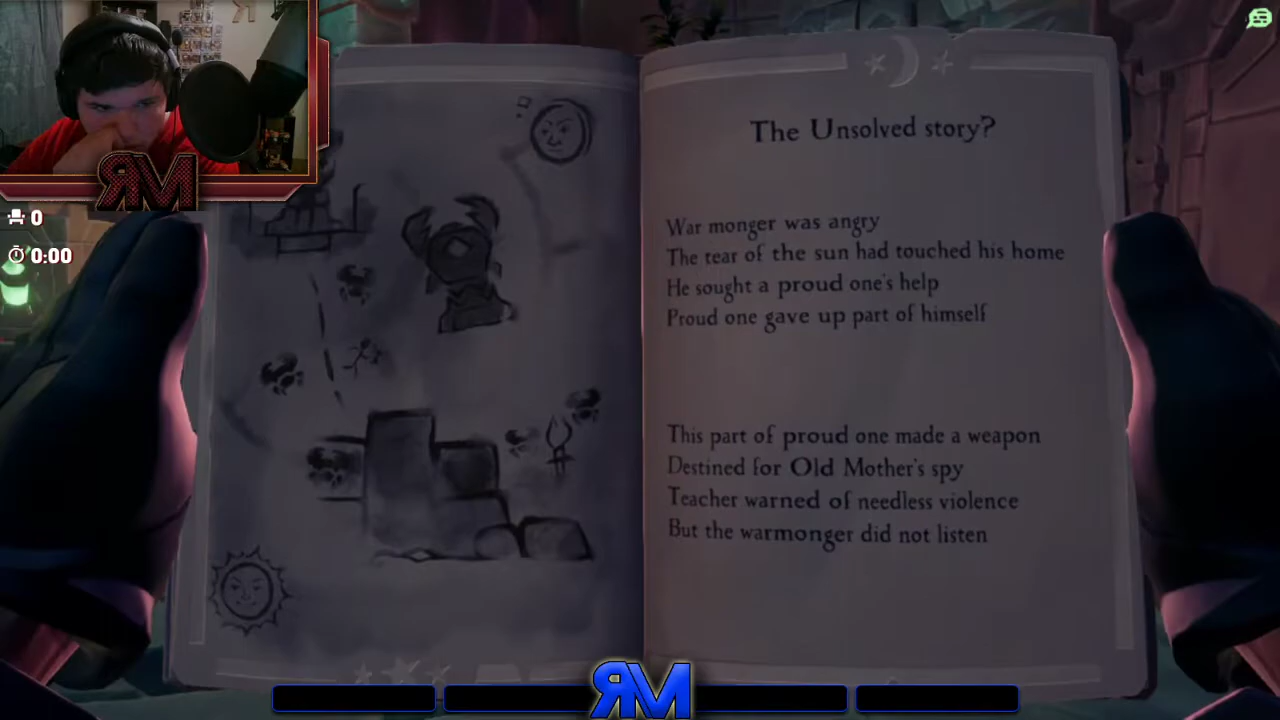 0
0:00
The Unsolved story?
War monger was angry
The tear of the sun had touched his home
He sought a proud one's help
Proud one gave up part of himself
This part of proud one made a weapon
Destined for Old Mother's spy
Teacher warned of needless violence
But the warmonger did not listen